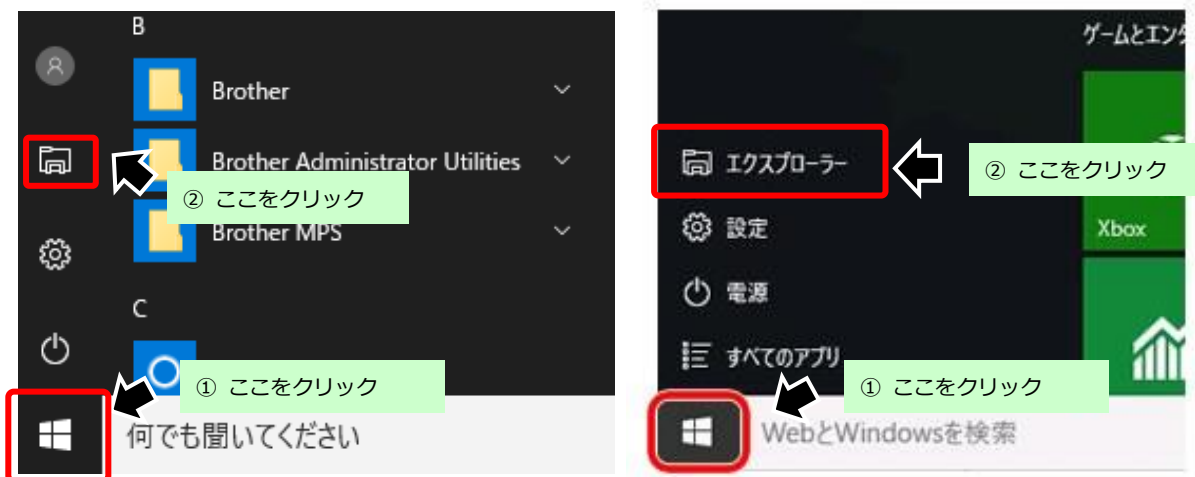 B
Brother
Brother Administrator Utilities
② ここをクリック
Brother MPS
C
① ここをクリック
何でも聞いてください
ゲームとエンタ
エクスプローラー
② ここをクリック
設定
Xbox
電源
すべてのアプリ
① ここをクリック
WebとWindowsを検索